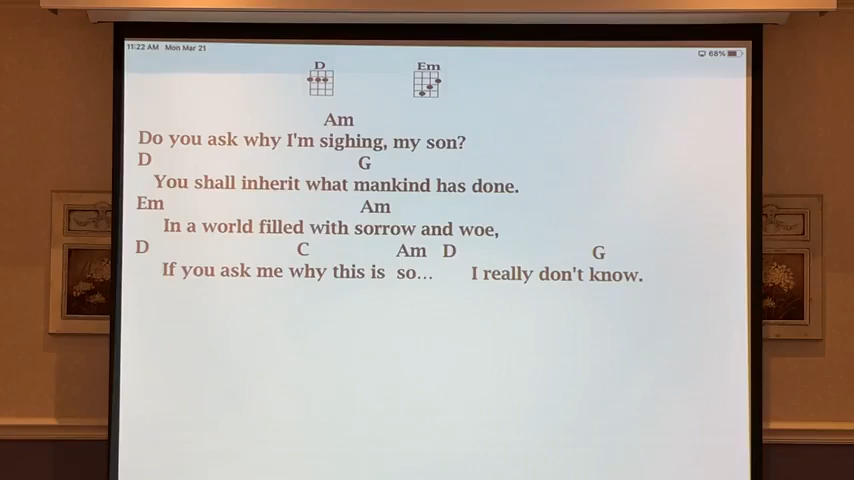 11:22 AM Mon Mar 21
68%
D Em
Am
Do you ask why I'm sighing, my son?
D G
You shall inherit what mankind has done.
Em Am
In a world filled with sorrow and woe,
D C Am D G
If you ask me why this is so... I really don't know.